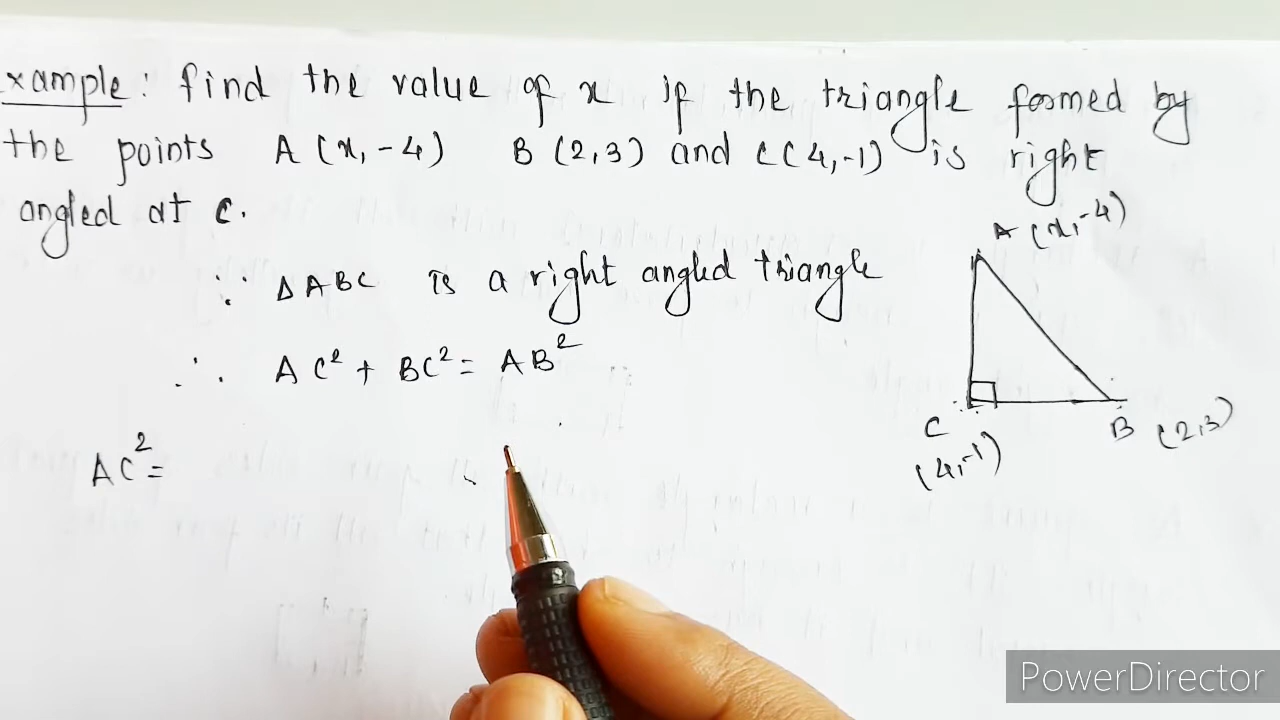 xample: find the value of x if the triangle formed by
the points A(x,-4) B(2,3) and C(4,-1) is right
angled at C.
∵ ΔABC is a right angled triangle
∴ AC² + BC² = AB²
AC² =
A(x,-4)
C
(4,-1)
B (2,3)
PowerDirector